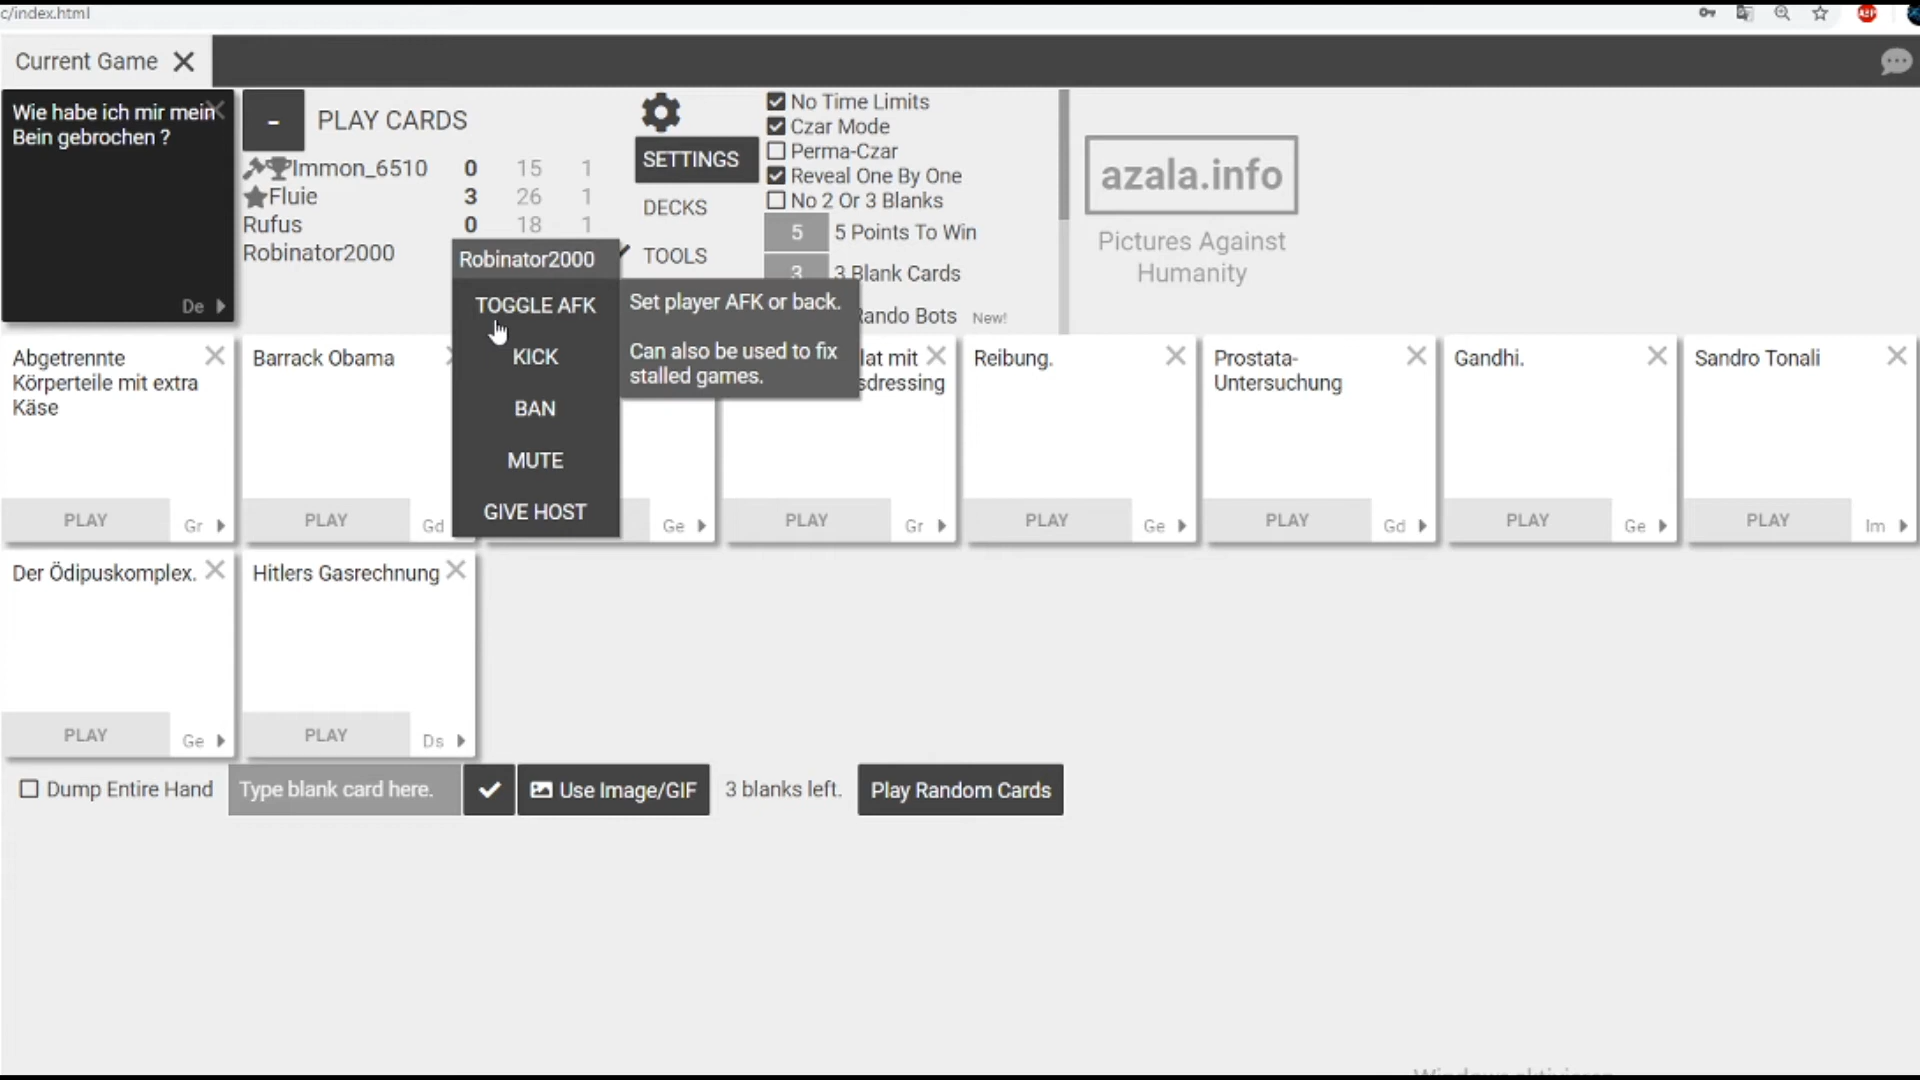 c/index.html
Current Game
Wie habe ich mir mein
Bein gebrochen ?
De
-
PLAY CARDS
Immon_6510 0 15 1
Fluie 3 26 1
Rufus 0 18 1
Robinator2000
SETTINGS
DECKS
TOOLS
No Time Limits
Czar Mode
Perma-Czar
Reveal One By One
No 2 Or 3 Blanks
5 5 Points To Win
3 3 Blank Cards
Rando Bots New!
azala.info
Pictures Against
Humanity
Robinator2000
TOGGLE AFK
KICK
BAN
MUTE
GIVE HOST
Set player AFK or back.
Can also be used to fix
stalled games.
Abgetrennte
Körperteile mit extra
Käse
PLAY Gr
Barrack Obama
PLAY Gd
Ge
lat mit
sdressing
PLAY Gr
Reibung.
PLAY Ge
Prostata-
Untersuchung
PLAY Gd
Gandhi.
PLAY Ge
Sandro Tonali
PLAY Im
Der Ödipuskomplex.
PLAY Ge
Hitlers Gasrechnung
PLAY Ds
Dump Entire Hand
Type blank card here.
Use Image/GIF
3 blanks left.
Play Random Cards